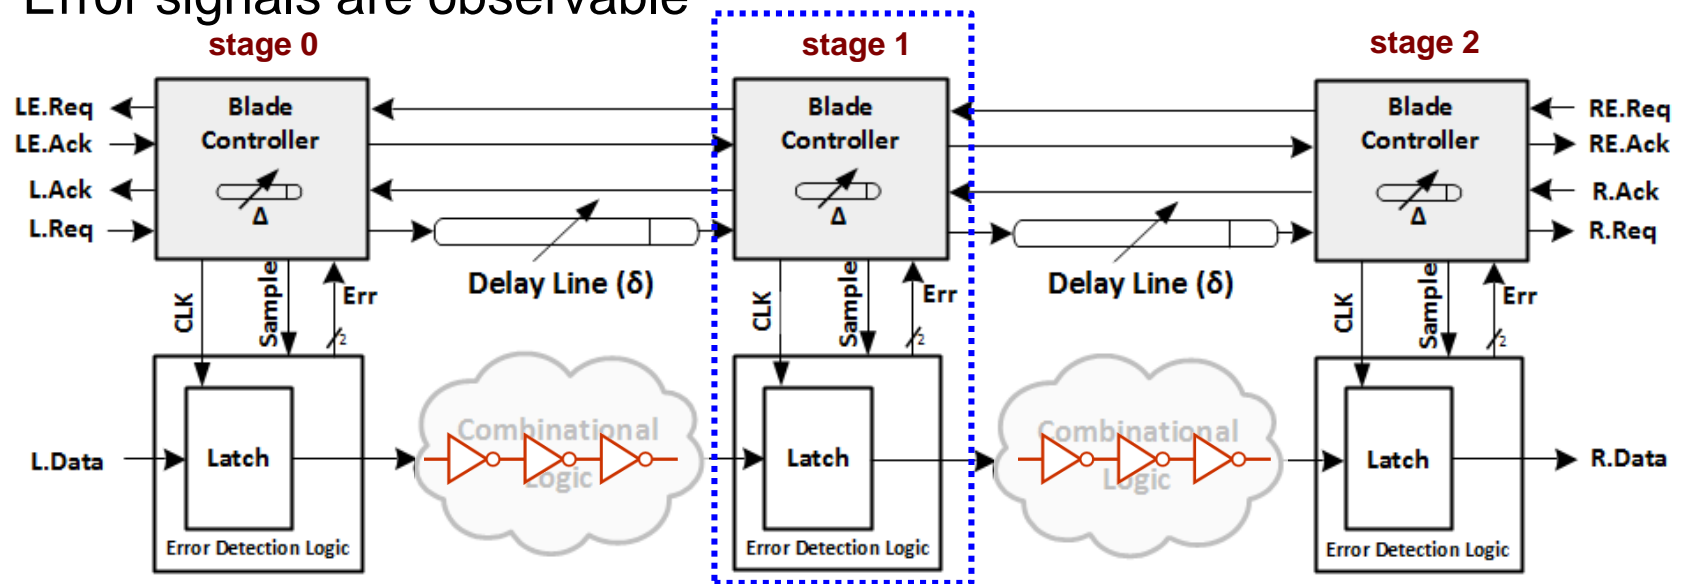 Error signals are observable
stage 0
stage 1
stage 2
LE.Req
LE.Ack
L.Ack
L.Req
Blade
Controller
Δ
Blade
Controller
Δ
Blade
Controller
Δ
RE.Req
RE.Ack
R.Ack
R.Req
Delay Line (δ)
Delay Line (δ)
CLK
Sample
Err
2
CLK
Sample
Err
2
CLK
Sample
Err
2
L.Data
Latch
Error Detection Logic
Combinational
Logic
Latch
Error Detection Logic
Combinational
Logic
Latch
Error Detection Logic
R.Data